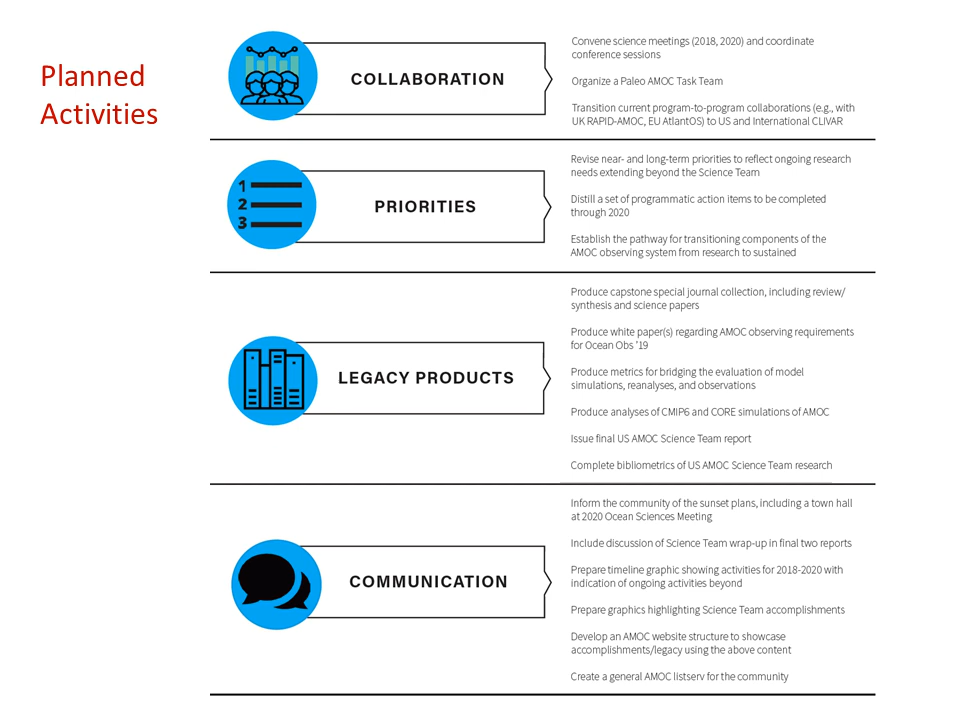 Planned
Activities
COLLABORATION
Convene science meetings (2018, 2020) and coordinate
conference sessions
Organize a Paleo AMOC Task Team
Transition current program-to-program collaborations (e.g., with
UK RAPID-AMOC, EU AtlantOS) to US and International CLIVAR
1
2
3
PRIORITIES
Revise near- and long-term priorities to reflect ongoing research
needs extending beyond the Science Team
Distill a set of programmatic action items to be completed
through 2020
Establish the pathway for transitioning components of the
AMOC observing system from research to sustained
LEGACY PRODUCTS
Produce capstone special journal collection, including review/
synthesis and science papers
Produce white paper(s) regarding AMOC observing requirements
for Ocean Obs '19
Produce metrics for bridging the evaluation of model
simulations, reanalyses, and observations
Produce analyses of CMIP6 and CORE simulations of AMOC
Issue final US AMOC Science Team report
Complete bibliometrics of US AMOC Science Team research
COMMUNICATION
Inform the community of the sunset plans, including a town hall
at 2020 Ocean Sciences Meeting
Include discussion of Science Team wrap-up in final two reports
Prepare timeline graphic showing activities for 2018-2020 with
indication of ongoing activities beyond
Prepare graphics highlighting Science Team accomplishments
Develop an AMOC website structure to showcase
accomplishments/legacy using the above content
Create a general AMOC listserv for the community